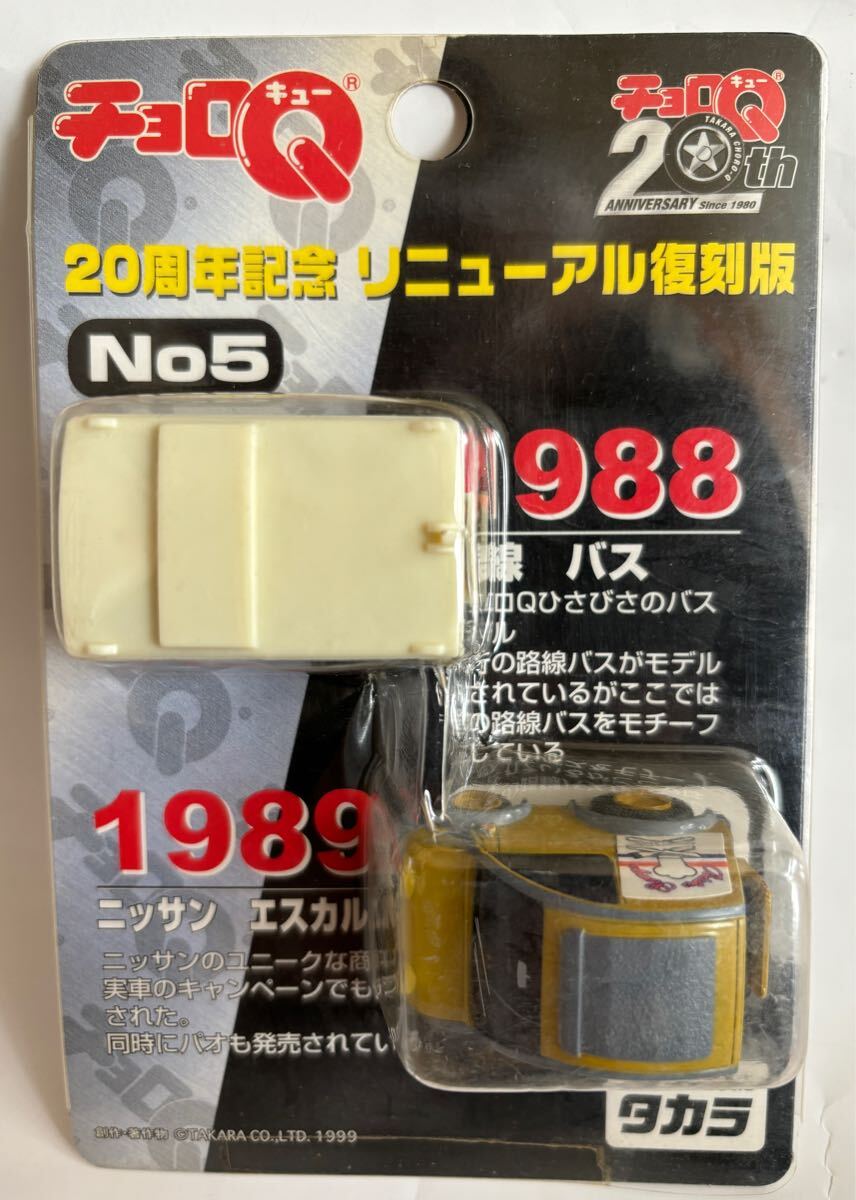 チョロQ®
キュー
チョロQ®
キュー
TAKARA CHORO-Q
20th
ANNIVERSARY Since 1980
20周年記念 リニューアル復刻版
No5
988
線 バス
ロQひさびさのバス
ル
の路線バスがモデル
されているがここでは
の路線バスをモチーフ
している
1989
ニッサン エスカル
ニッサンのユニークな商
実車のキャンペーンでも
された。
同時にパオも発売されてい
タカラ
創作・著作物 ©TAKARA CO.,LTD. 1999